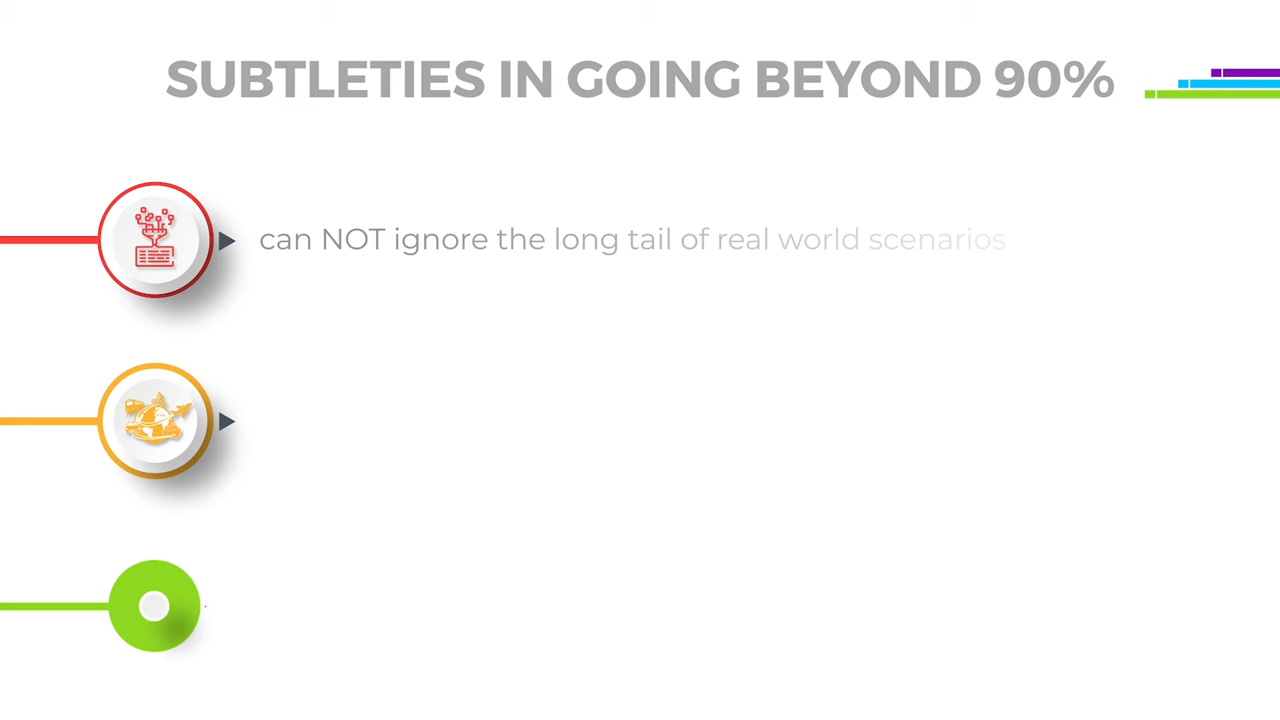 SUBTLETIES IN GOING BEYOND 90%
can NOT ignore the long tail of real world scenarios